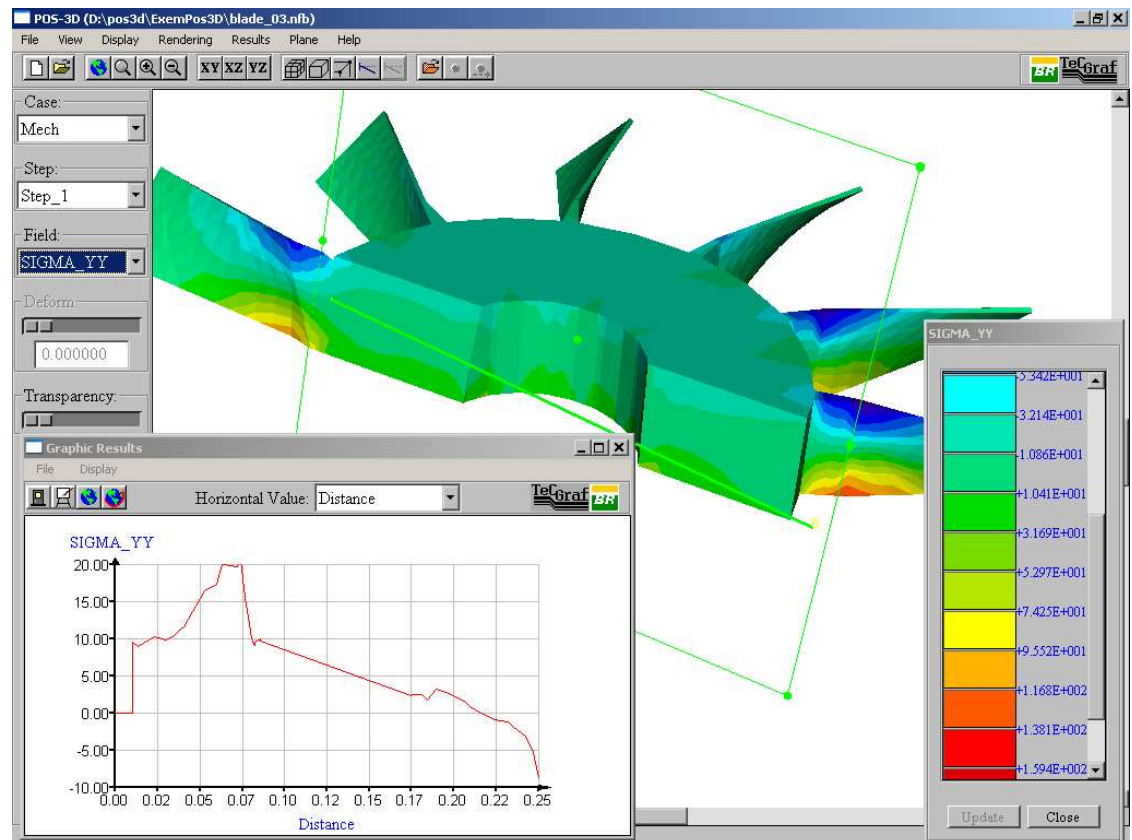 POS-3D (D:\pos3d\ExemPos3D\blade_03.nfb)
File View Display Rendering Results Plane Help
XY XZ YZ
BR TeCGraf
Case:
Mech
Step:
Step_1
Field:
SIGMA_YY
Deform
0.000000
Transparency:
SIGMA_YY
-5.342E+001
-3.214E+001
-1.086E+001
+1.041E+001
+3.169E+001
+5.297E+001
+7.425E+001
+9.552E+001
+1.168E+002
+1.381E+002
+1.594E+002
Update Close
Graphic Results
File Display
Horizontal Value: Distance
TeCGraf BR
SIGMA_YY
20.00
15.00
10.00
5.00
0.00
-5.00
-10.00
0.00 0.02 0.05 0.07 0.10 0.12 0.15 0.17 0.20 0.22 0.25
Distance